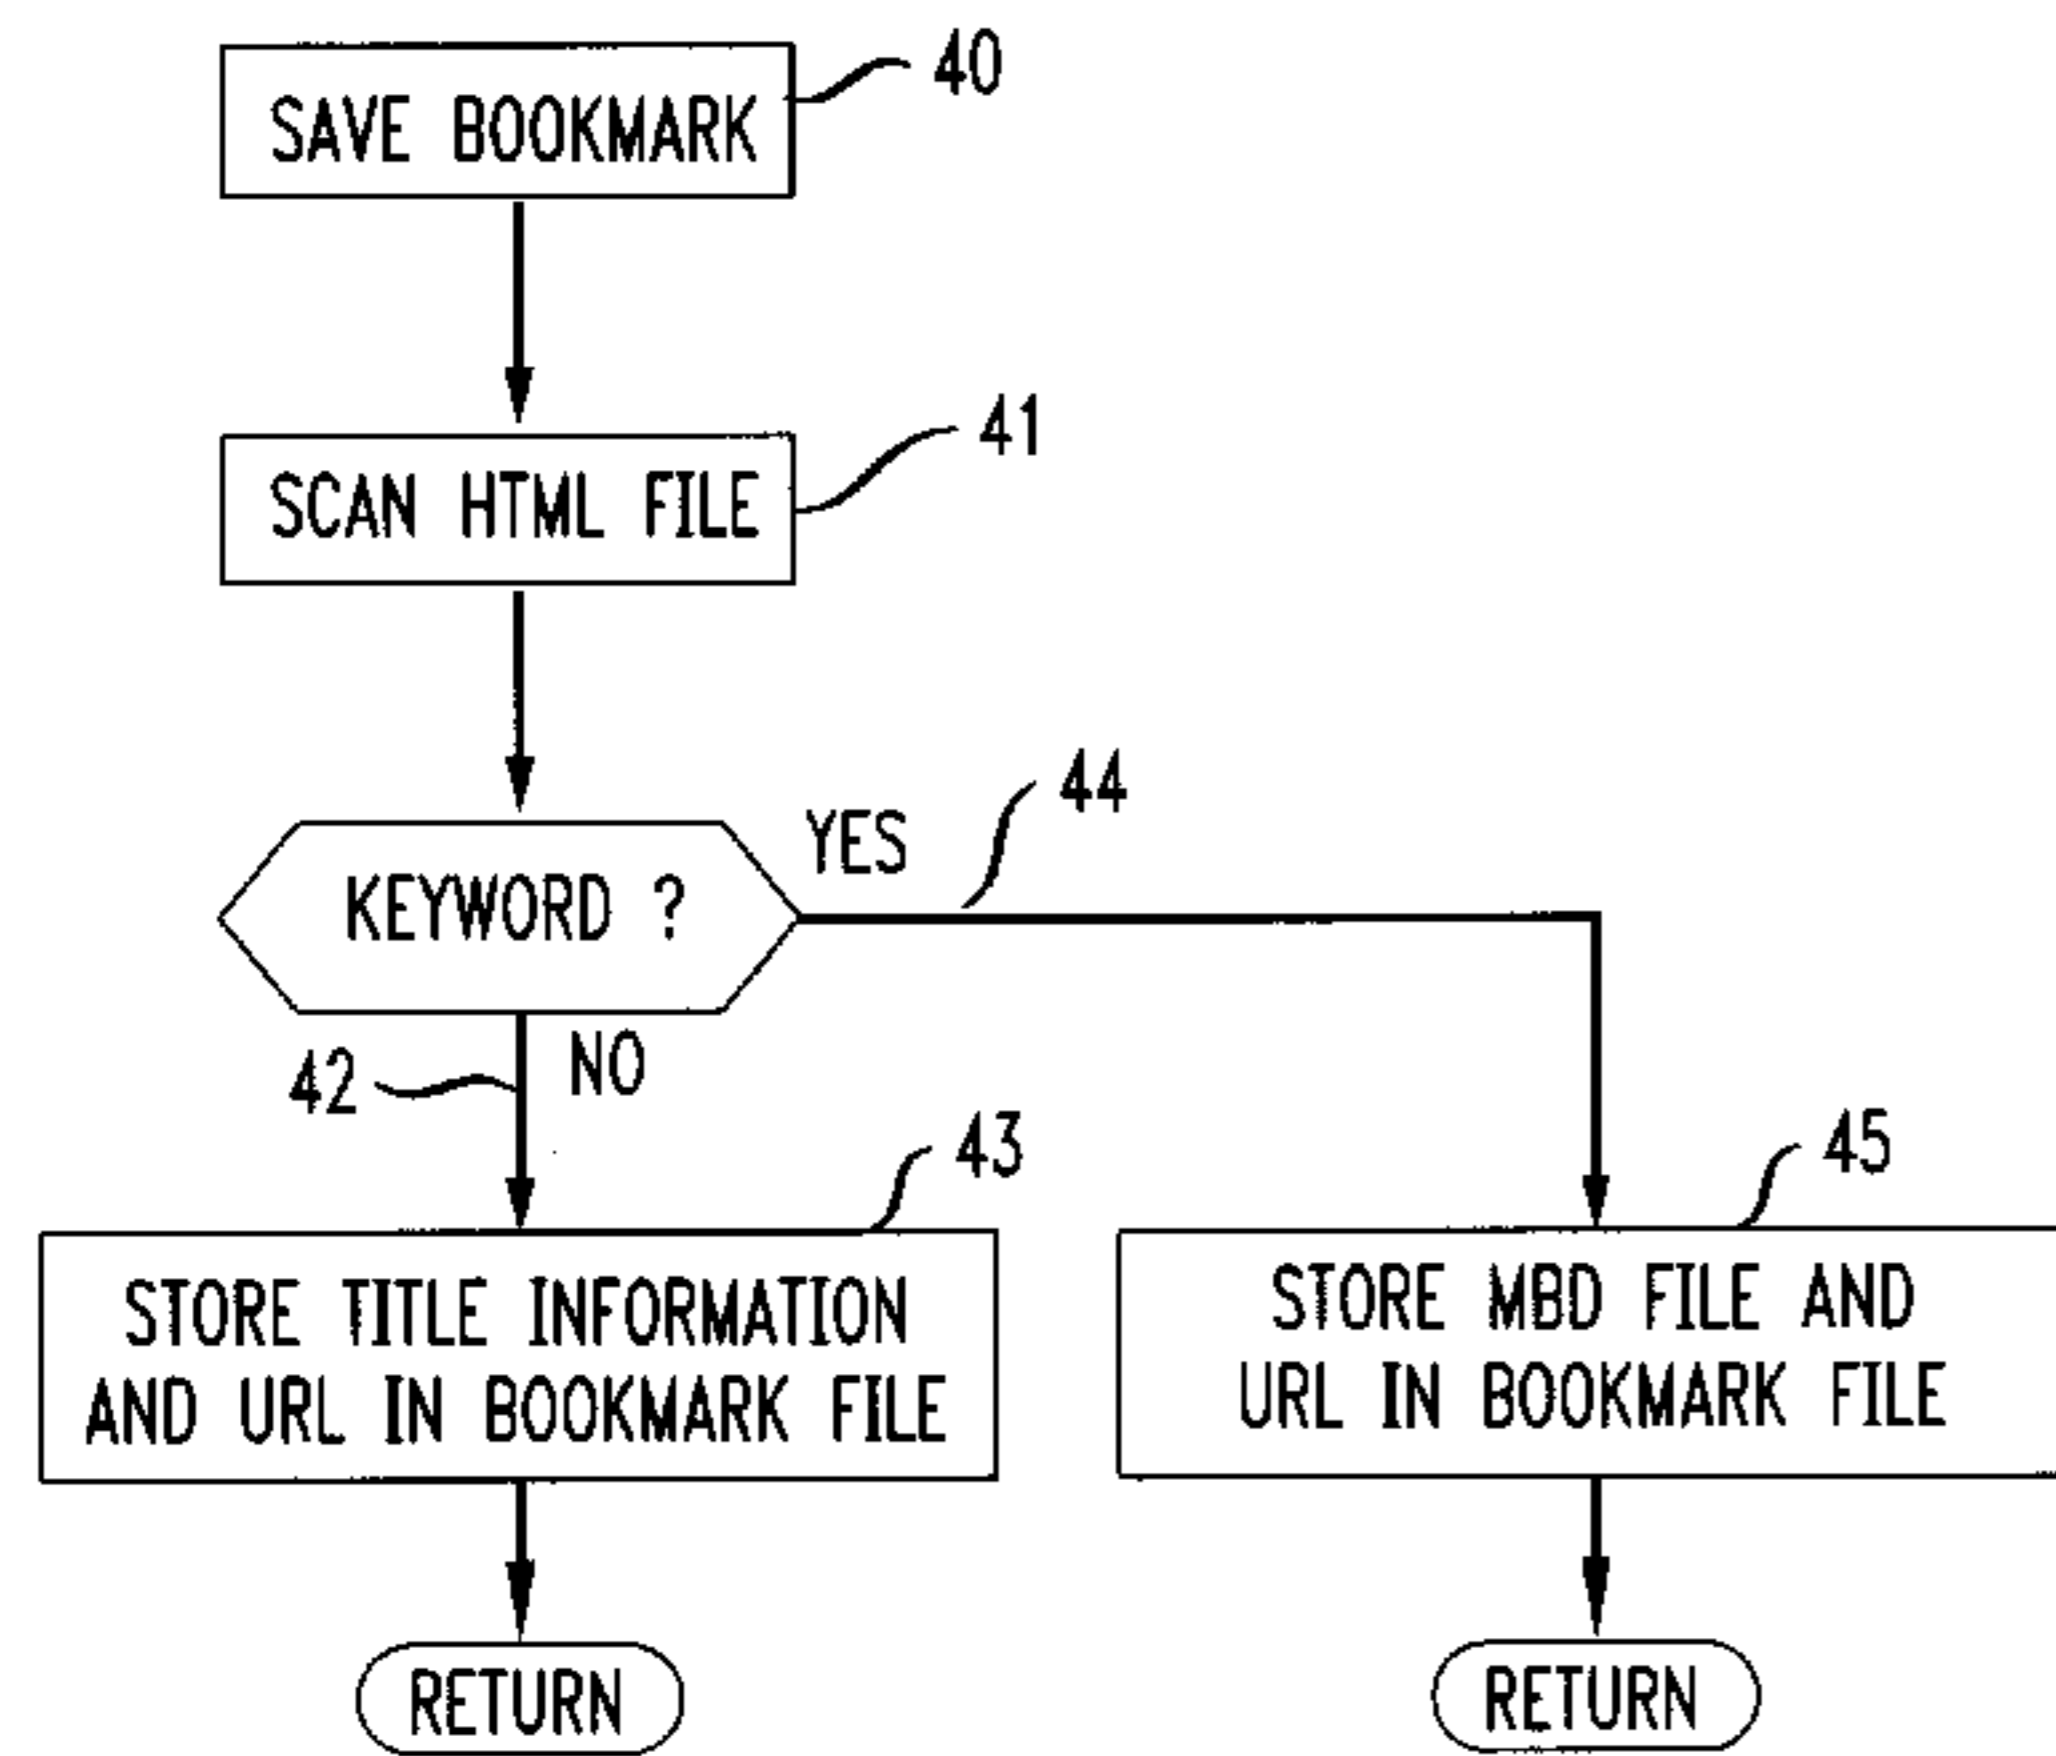 40
SAVE BOOKMARK
41
SCAN HTML FILE
44
YES
KEYWORD ?
42
NO
43
45
STORE TITLE INFORMATION
AND URL IN BOOKMARK FILE
STORE MBD FILE AND
URL IN BOOKMARK FILE
RETURN
RETURN